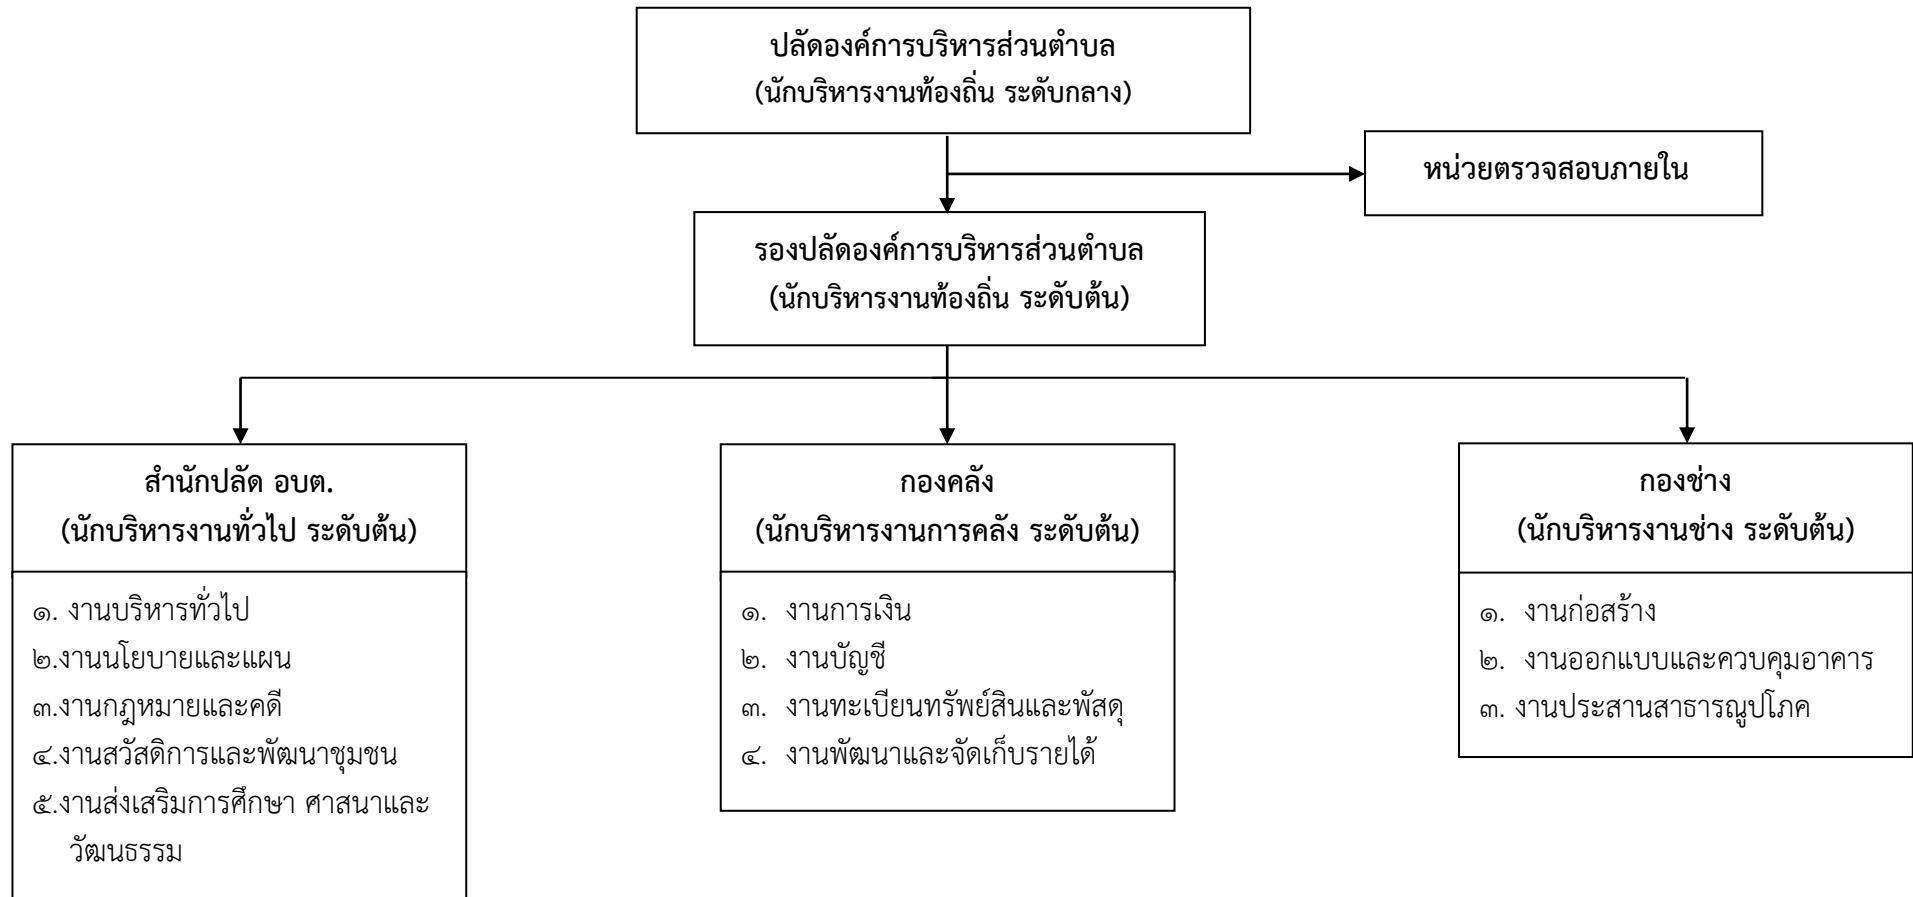 ปลัดองค์การบริหารส่วนตำบล
(นักบริหารงานท้องถิ่น ระดับกลาง)
หน่วยตรวจสอบภายใน
รองปลัดองค์การบริหารส่วนตำบล
(นักบริหารงานท้องถิ่น ระดับต้น)
สำนักปลัด อบต.
(นักบริหารงานทั่วไป ระดับต้น)
๑. งานบริหารทั่วไป
๒.งานนโยบายและแผน
๓.งานกฎหมายและคดี
๔.งานสวัสดิการและพัฒนาชุมชน
๕.งานส่งเสริมการศึกษา ศาสนาและ
วัฒนธรรม
กองคลัง
(นักบริหารงานการคลัง ระดับต้น)
๑. งานการเงิน
๒. งานบัญชี
๓. งานทะเบียนทรัพย์สินและพัสดุ
๔. งานพัฒนาและจัดเก็บรายได้
กองช่าง
(นักบริหารงานช่าง ระดับต้น)
๑. งานก่อสร้าง
๒. งานออกแบบและควบคุมอาคาร
๓. งานประสานสาธารณูปโภค